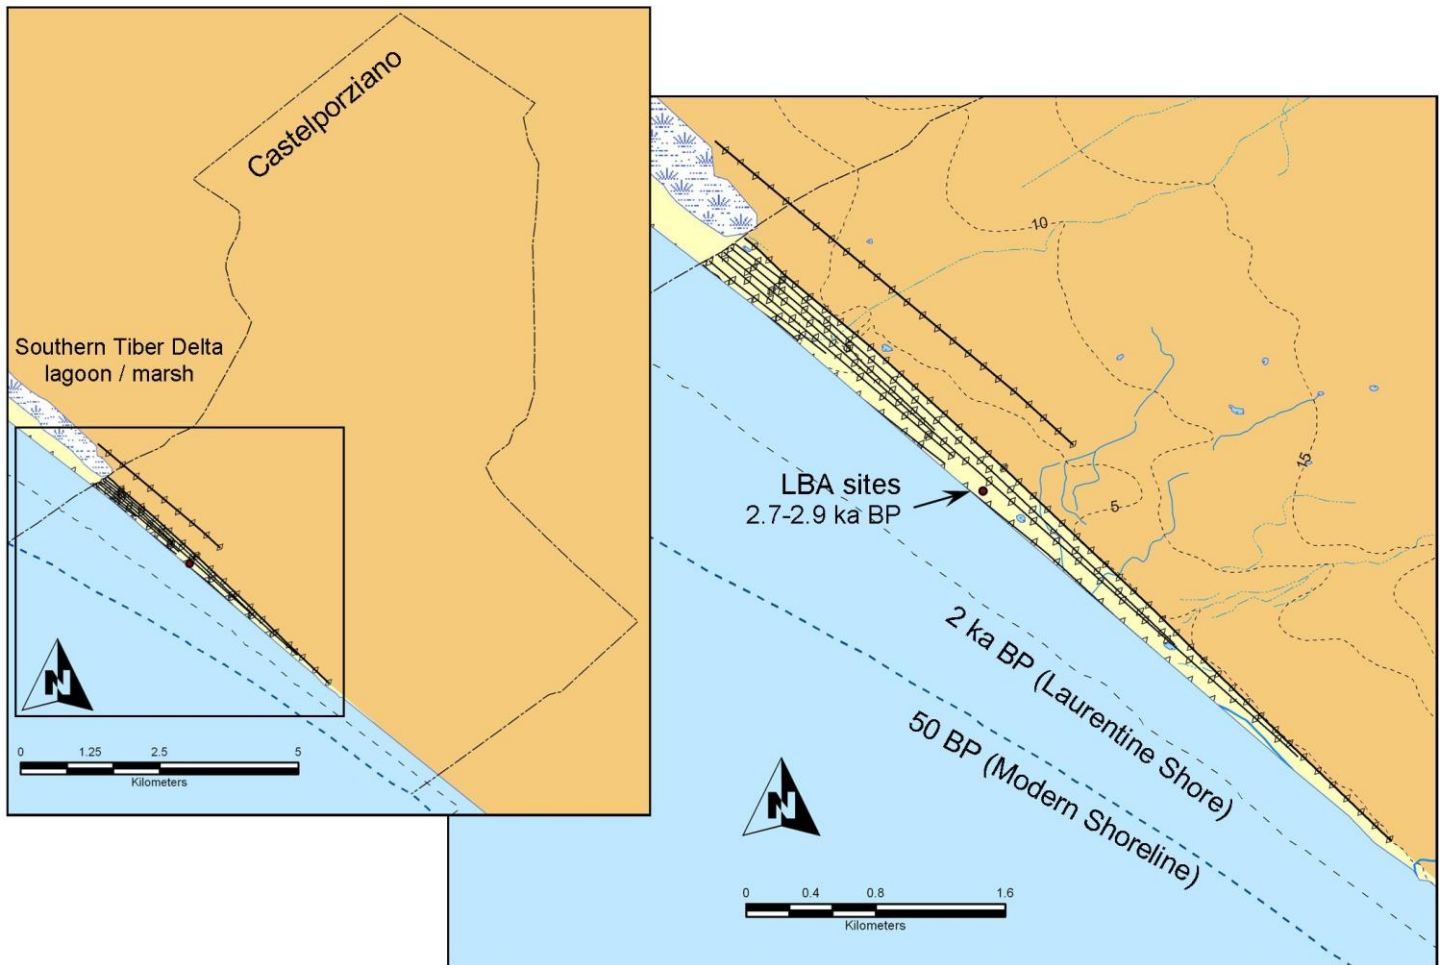 Castelporziano
Southern Tiber Delta
lagoon / marsh
N
0 1.25 2.5 5
Kilometers
10
15
5
LBA sites
2.7-2.9 ka BP
2 ka BP (Laurentine Shore)
50 BP (Modern Shoreline)
N
0 0.4 0.8 1.6
Kilometers